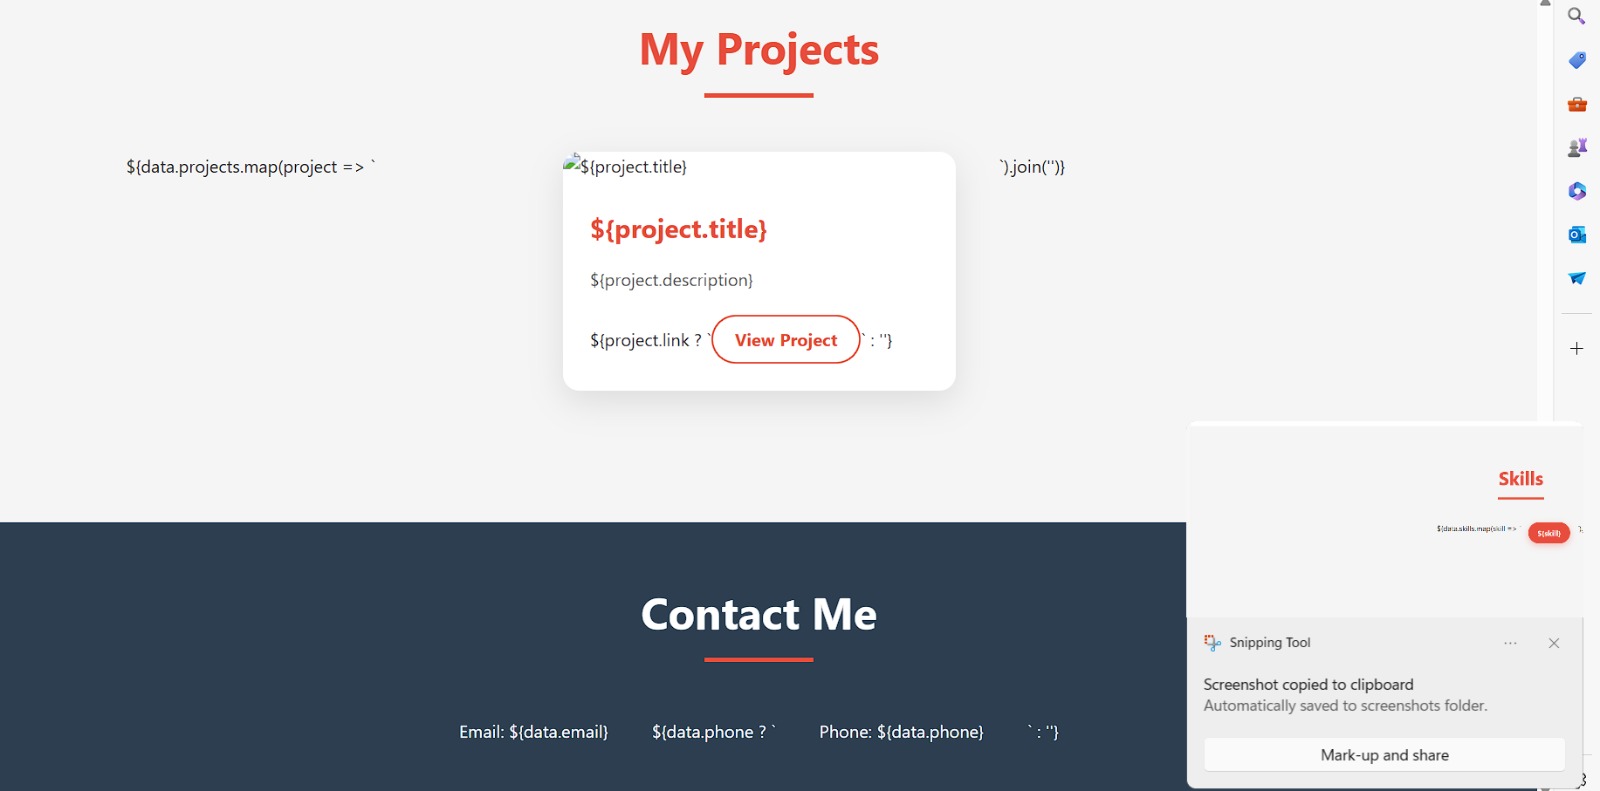 My Projects
${data.projects.map(project => `
${project.title}
`).join('')}
${project.title}
${project.description}
${project.link ? `
View Project
` : ''}
Skills
${data.skills.map(skill => `
${skill}
Contact Me
Email: ${data.email}
${data.phone ? `
Phone: ${data.phone}
` : ''}
Snipping Tool
Screenshot copied to clipboard
Automatically saved to screenshots folder.
Mark-up and share